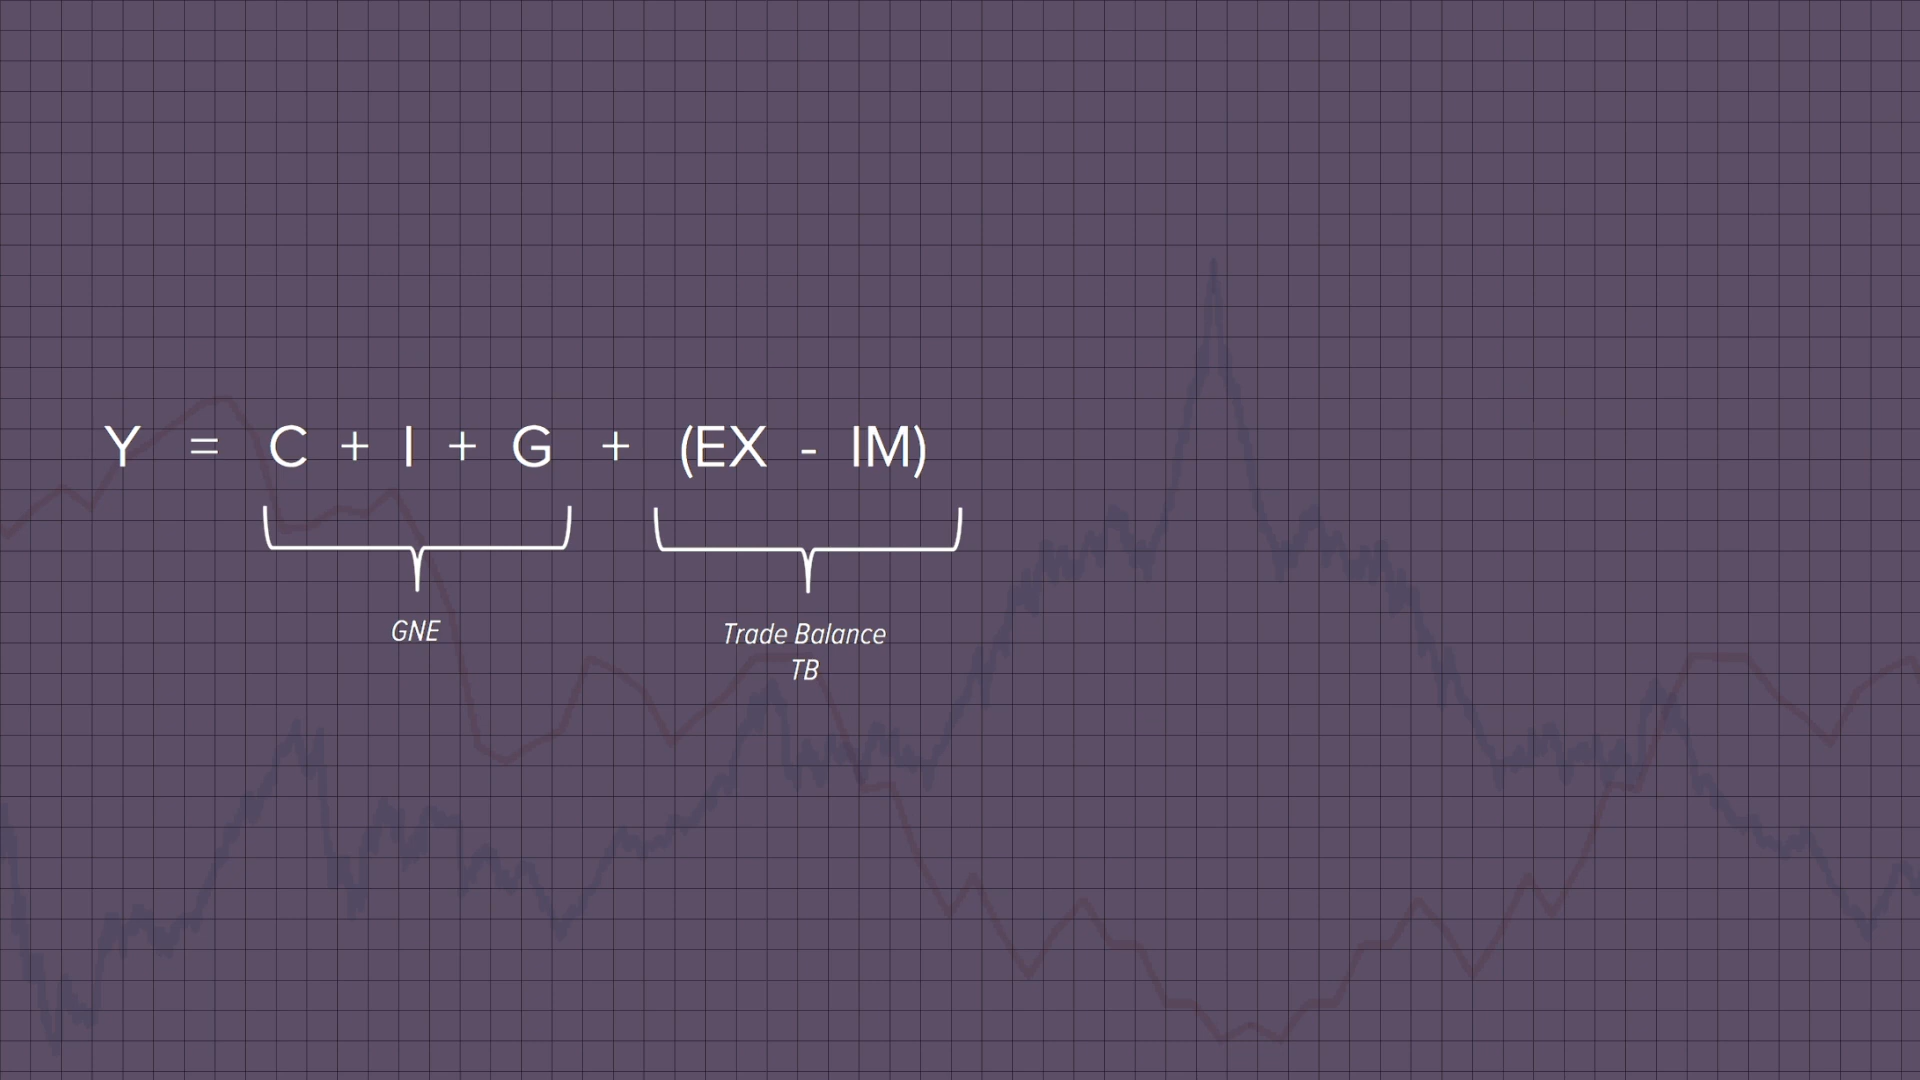 Y = C + I + G + (EX - IM)
GNE
Trade Balance
TB